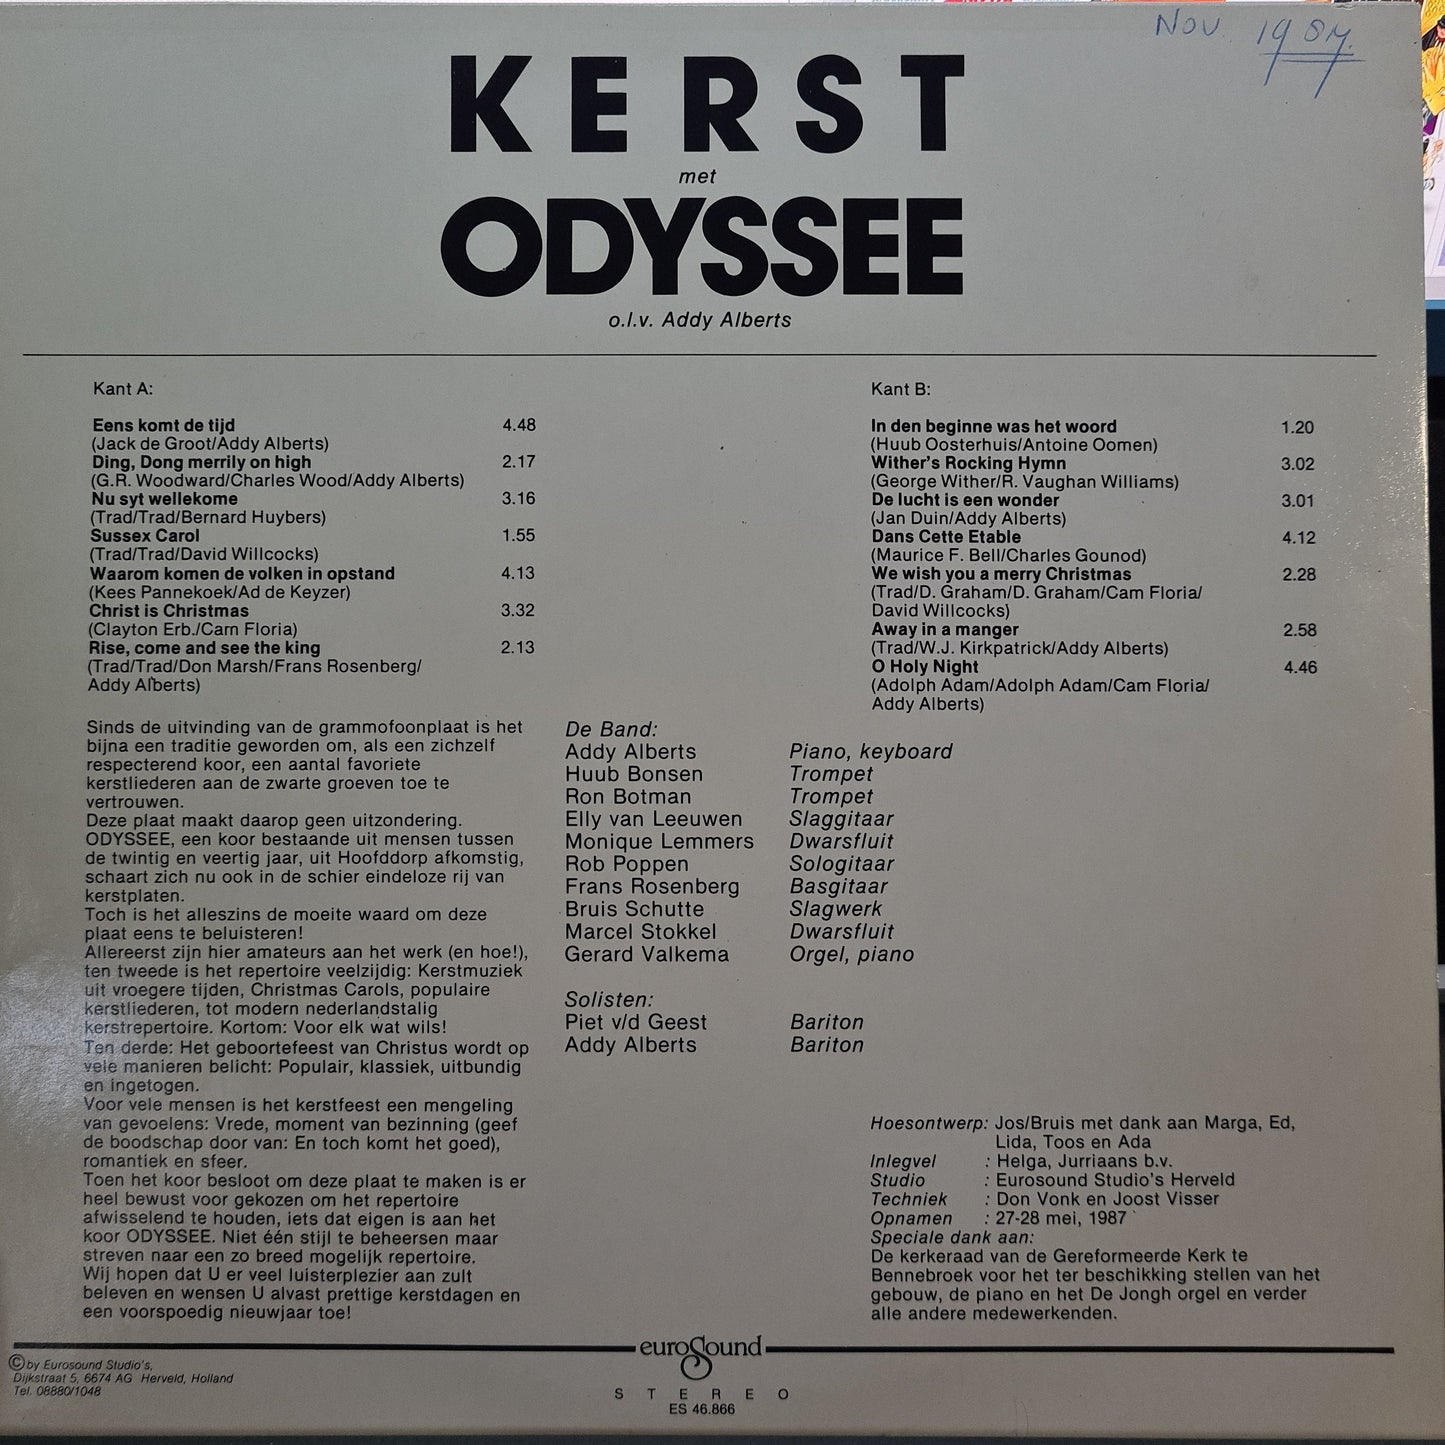 Nov 1987.
KERST
met
ODYSSEE
o.l.v. Addy Alberts
Kant A:
Eens komt de tijd 4.48
(Jack de Groot/Addy Alberts)
Ding, Dong merrily on high 2.17
(G.R. Woodward/Charles Wood/Addy Alberts)
Nu syt wellekome 3.16
(Trad/Trad/Bernard Huybers)
Sussex Carol 1.55
(Trad/Trad/David Willcocks)
Waarom komen de volken in opstand 4.13
(Kees Pannekoek/Ad de Keyzer)
Christ is Christmas 3.32
(Clayton Erb./Cam Floria)
Rise, come and see the king 2.13
(Trad/Trad/Don Marsh/Frans Rosenberg/
Addy Alberts)
Kant B:
In den beginne was het woord 1.20
(Huub Oosterhuis/Antoine Oomen)
Wither's Rocking Hymn 3.02
(George Wither/R. Vaughan Williams)
De lucht is een wonder 3.01
(Jan Duin/Addy Alberts)
Dans Cette Etable 4.12
(Maurice F. Bell/Charles Gounod)
We wish you a merry Christmas 2.28
(Trad/D. Graham/D. Graham/Cam Floria/
David Willcocks)
Away in a manger 2.58
(Trad/W.J. Kirkpatrick/Addy Alberts)
O Holy Night 4.46
(Adolph Adam/Adolph Adam/Cam Floria/
Addy Alberts)
Sinds de uitvinding van de grammofoonplaat is het
bijna een traditie geworden om, als een zichzelf
respecterend koor, een aantal favoriete
kerstliederen aan de zwarte groeven toe te
vertrouwen.
Deze plaat maakt daarop geen uitzondering.
ODYSSEE, een koor bestaande uit mensen tussen
de twintig en veertig jaar, uit Hoofddorp afkomstig,
schaart zich nu ook in de schier eindeloze rij van
kerstplaten.
Toch is het alleszins de moeite waard om deze
plaat eens te beluisteren!
Allereerst zijn hier amateurs aan het werk (en hoe!),
ten tweede is het repertoire veelzijdig: Kerstmuziek
uit vroegere tijden, Christmas Carols, populaire
kerstliederen, tot modern nederlandstalig
kerstrepertoire. Kortom: Voor elk wat wils!
Ten derde: Het geboortefeest van Christus wordt op
vele manieren belicht: Populair, klassiek, uitbundig
en ingetogen.
Voor vele mensen is het kerstfeest een mengeling
van gevoelens: Vrede, moment van bezinning (geef
de boodschap door van: En toch komt het goed),
romantiek en sfeer.
Toen het koor besloot om deze plaat te maken is er
heel bewust voor gekozen om het repertoire
afwisselend te houden, iets dat eigen is aan het
koor ODYSSEE. Niet één stijl te beheersen maar
streven naar een zo breed mogelijk repertoire.
Wij hopen dat U er veel luisterplezier aan zult
beleven en wensen U alvast prettige kerstdagen en
een voorspoedig nieuwjaar toe!
De Band:
Addy Alberts Piano, keyboard
Huub Bonsen Trompet
Ron Botman Trompet
Elly van Leeuwen Slaggitaar
Monique Lemmers Dwarsfluit
Rob Poppen Sologitaar
Frans Rosenberg Basgitaar
Bruis Schutte Slagwerk
Marcel Stokkel Dwarsfluit
Gerard Valkema Orgel, piano
Solisten:
Piet v/d Geest Bariton
Addy Alberts Bariton
Hoesontwerp: Jos/Bruis met dank aan Marga, Ed,
Lida, Toos en Ada
Inlegvel : Helga, Jurriaans b.v.
Studio : Eurosound Studio's Herveld
Techniek : Don Vonk en Joost Visser
Opnamen : 27-28 mei, 1987
Speciale dank aan:
De kerkeraad van de Gereformeerde Kerk te
Bennebroek voor het ter beschikking stellen van het
gebouw, de piano en het De Jongh orgel en verder
alle andere medewerkenden.
euroSound
STEREO
ES 46.866
© by Eurosound Studio's,
Dijkstraat 5, 6674 AG Herveld, Holland
Tel. 08880/1048